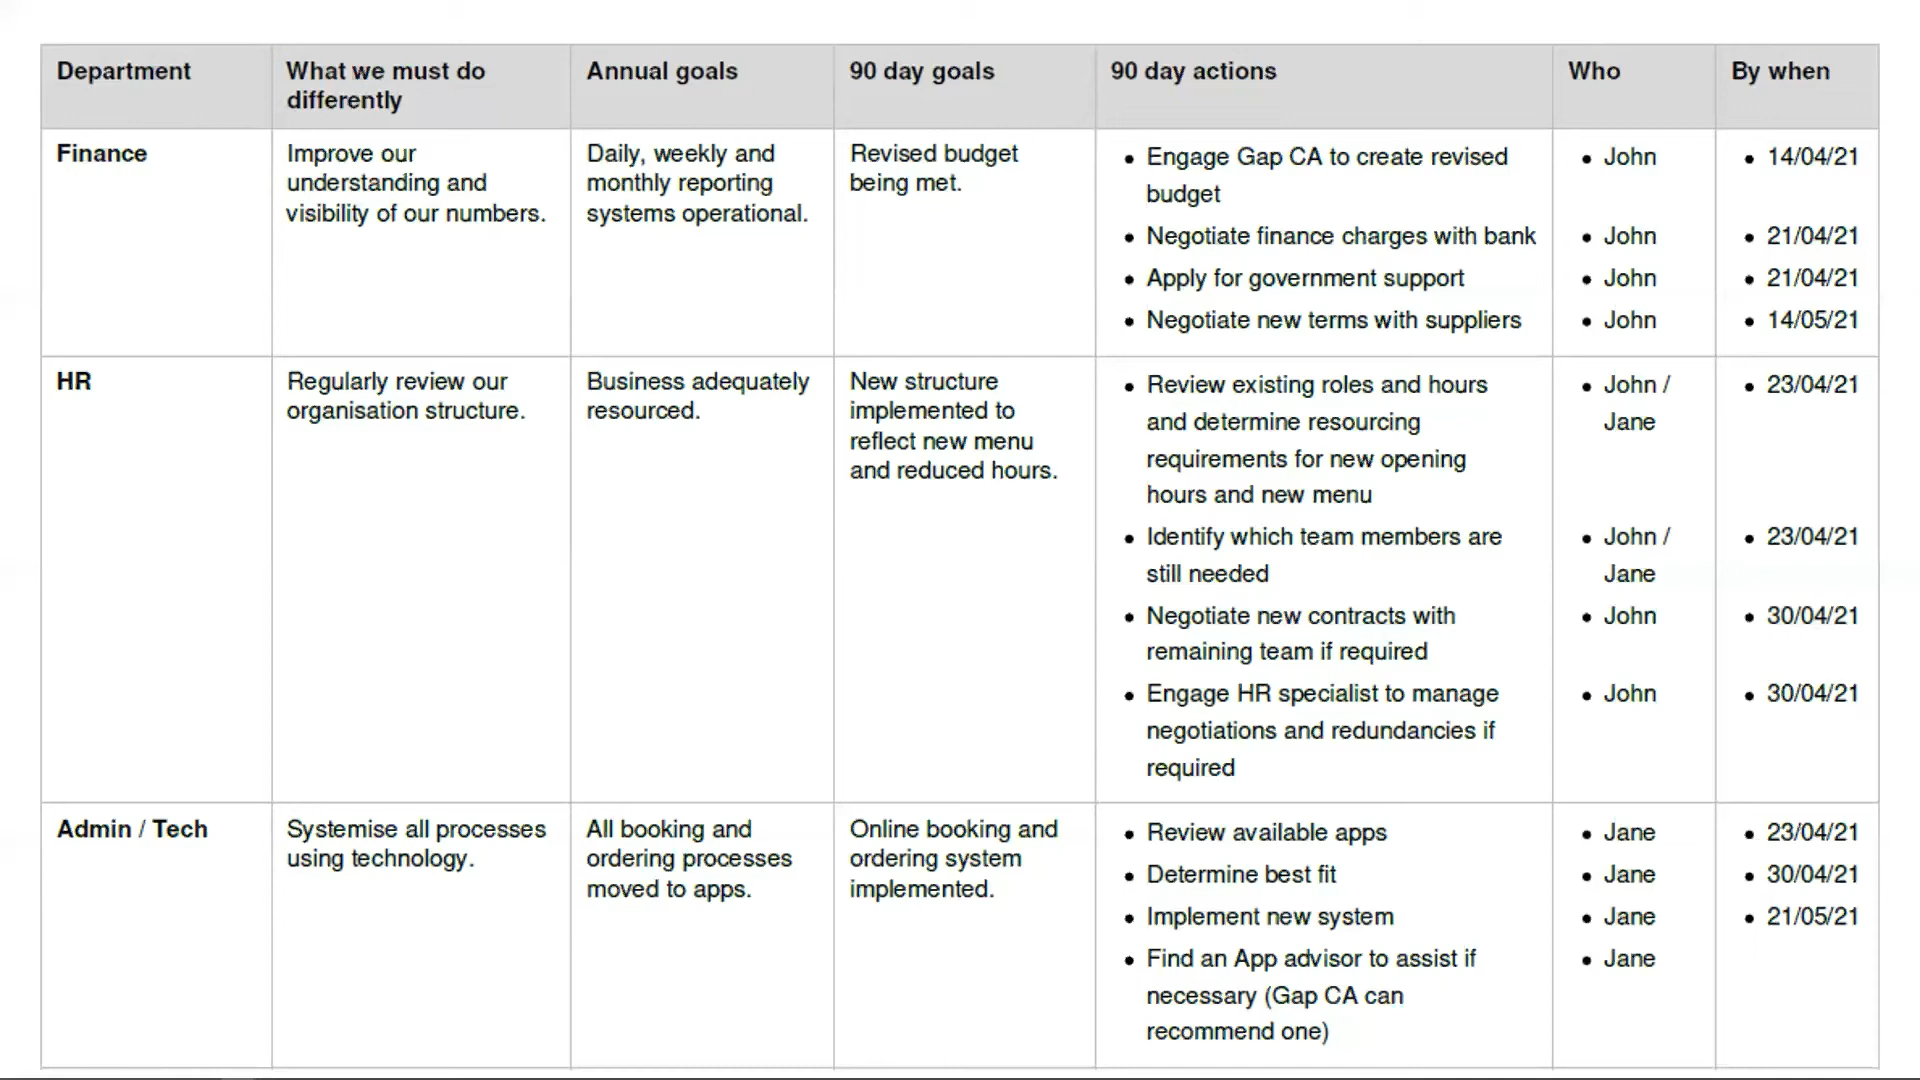 Department
What we must do
differently
Annual goals
90 day goals
90 day actions
Who
By when
Finance
Improve our
understanding and
visibility of our numbers.
Daily, weekly and
monthly reporting
systems operational.
Revised budget
being met.
• Engage Gap CA to create revised
budget
• John
• 14/04/21
• Negotiate finance charges with bank
• John
• 21/04/21
• Apply for government support
• John
• 21/04/21
• Negotiate new terms with suppliers
• John
• 14/05/21
HR
Regularly review our
organisation structure.
Business adequately
resourced.
New structure
implemented to
reflect new menu
and reduced hours.
• Review existing roles and hours
and determine resourcing
requirements for new opening
hours and new menu
• John /
Jane
• 23/04/21
• Identify which team members are
still needed
• John /
Jane
• 23/04/21
• Negotiate new contracts with
remaining team if required
• John
• 30/04/21
• Engage HR specialist to manage
negotiations and redundancies if
required
• John
• 30/04/21
Admin / Tech
Systemise all processes
using technology.
All booking and
ordering processes
moved to apps.
Online booking and
ordering system
implemented.
• Review available apps
• Jane
• 23/04/21
• Determine best fit
• Jane
• 30/04/21
• Implement new system
• Jane
• 21/05/21
• Find an App advisor to assist if
necessary (Gap CA can
recommend one)
• Jane